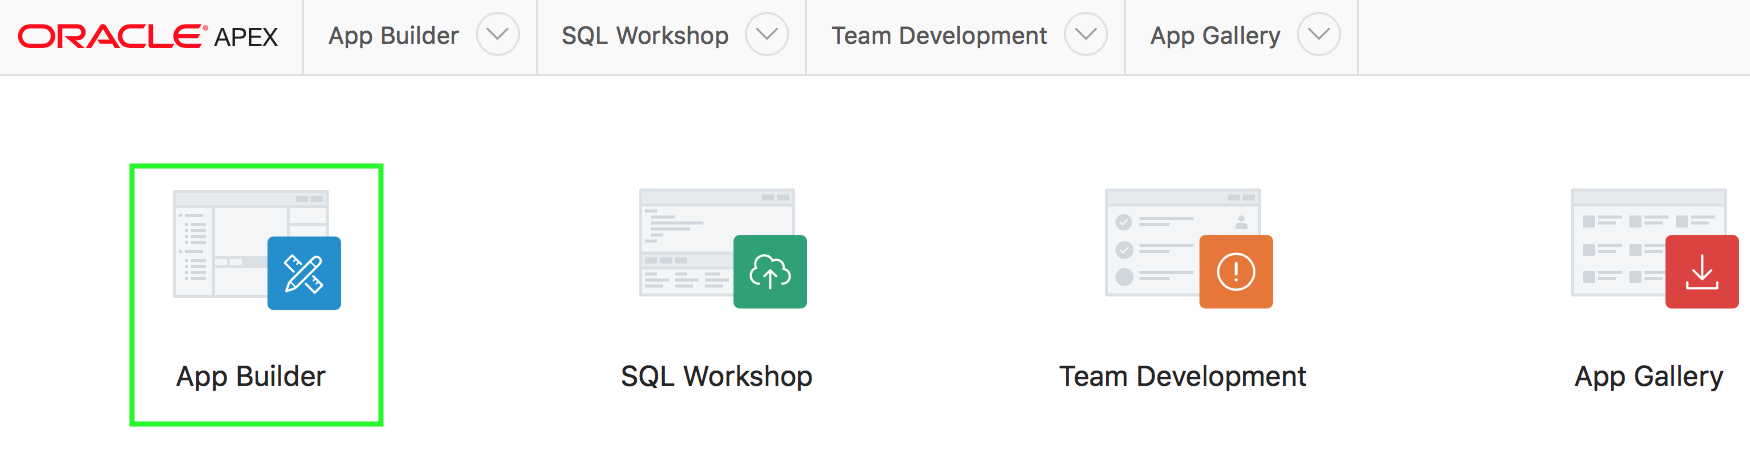 ORACLE® APEX App Builder SQL Workshop Team Development App Gallery
App Builder SQL Workshop Team Development App Gallery